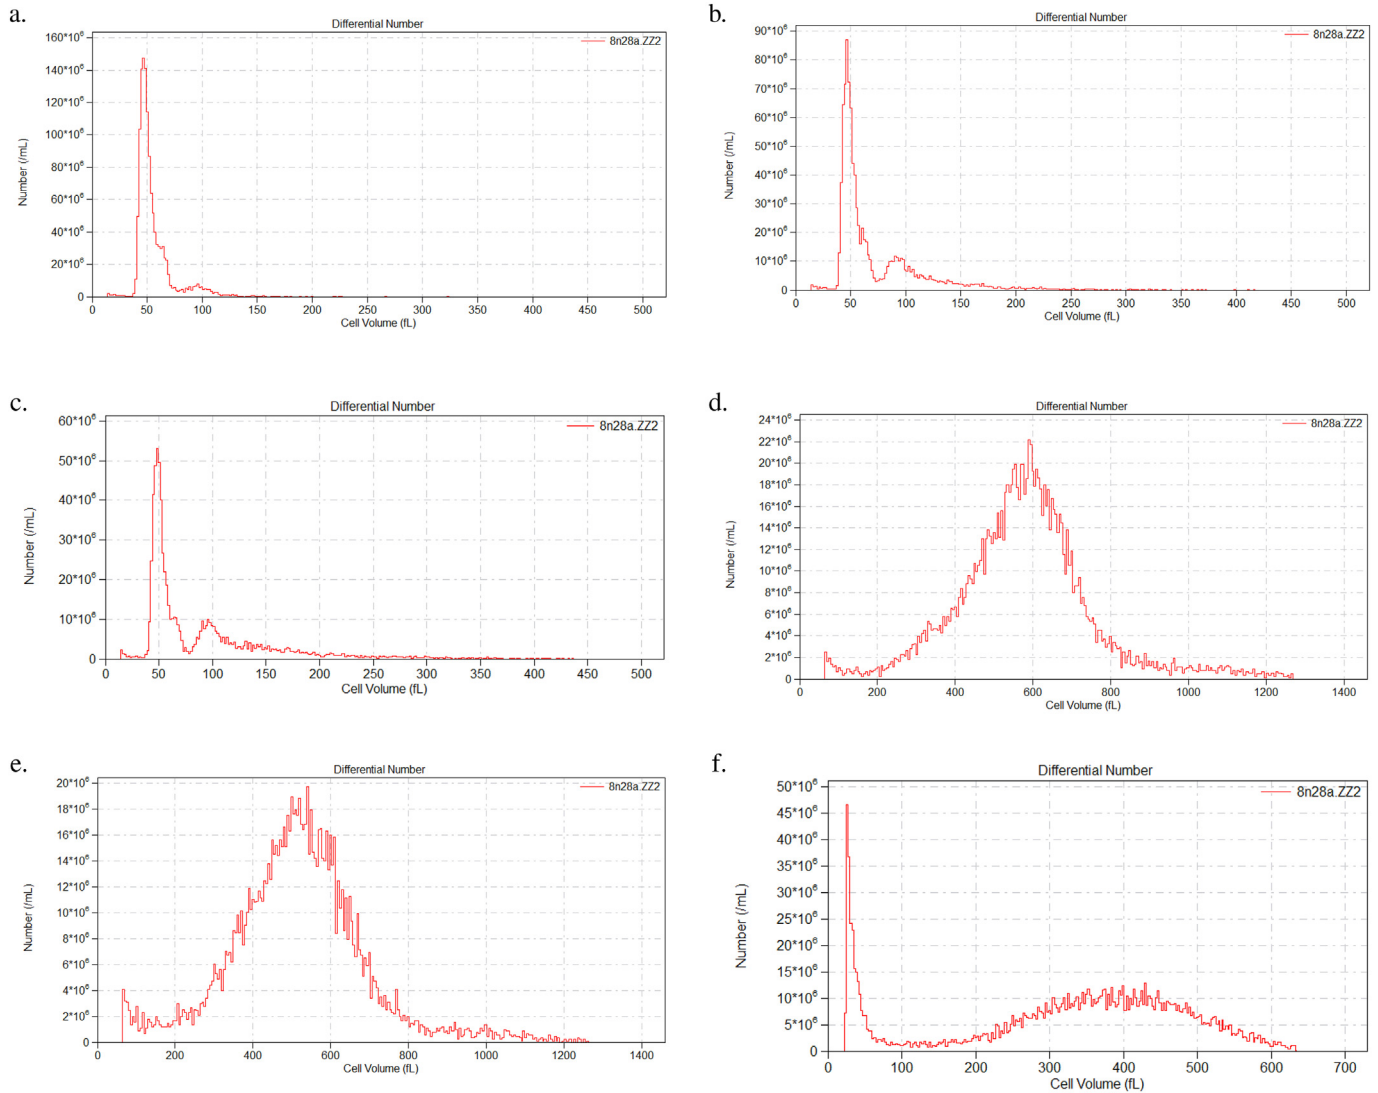 a.
Differential Number
8n28a.ZZ2
160*10⁶
140*10⁶
120*10⁶
100*10⁶
80*10⁶
60*10⁶
40*10⁶
20*10⁶
0
Number (/mL)
0 50 100 150 200 250 300 350 400 450 500
Cell Volume (fL)
b.
Differential Number
8n28a.ZZ2
90*10⁶
80*10⁶
70*10⁶
60*10⁶
50*10⁶
40*10⁶
30*10⁶
20*10⁶
10*10⁶
0
Number (/mL)
0 50 100 150 200 250 300 350 400 450 500
Cell Volume (fL)
c.
Differential Number
8n28a.ZZ2
60*10⁶
50*10⁶
40*10⁶
30*10⁶
20*10⁶
10*10⁶
0
Number (/mL)
0 50 100 150 200 250 300 350 400 450 500
Cell Volume (fL)
d.
Differential Number
8n28a.ZZ2
24*10⁶
22*10⁶
20*10⁶
18*10⁶
16*10⁶
14*10⁶
12*10⁶
10*10⁶
8*10⁶
6*10⁶
4*10⁶
2*10⁶
0
Number (/mL)
0 200 400 600 800 1000 1200 1400
Cell Volume (fL)
e.
Differential Number
8n28a.ZZ2
20*10⁶
18*10⁶
16*10⁶
14*10⁶
12*10⁶
10*10⁶
8*10⁶
6*10⁶
4*10⁶
2*10⁶
0
Number (/mL)
0 200 400 600 800 1000 1200 1400
Cell Volume (fL)
f.
Differential Number
8n28a.ZZ2
50*10⁶
45*10⁶
40*10⁶
35*10⁶
30*10⁶
25*10⁶
20*10⁶
15*10⁶
10*10⁶
5*10⁶
0
Number (/mL)
0 100 200 300 400 500 600 700
Cell Volume (fL)